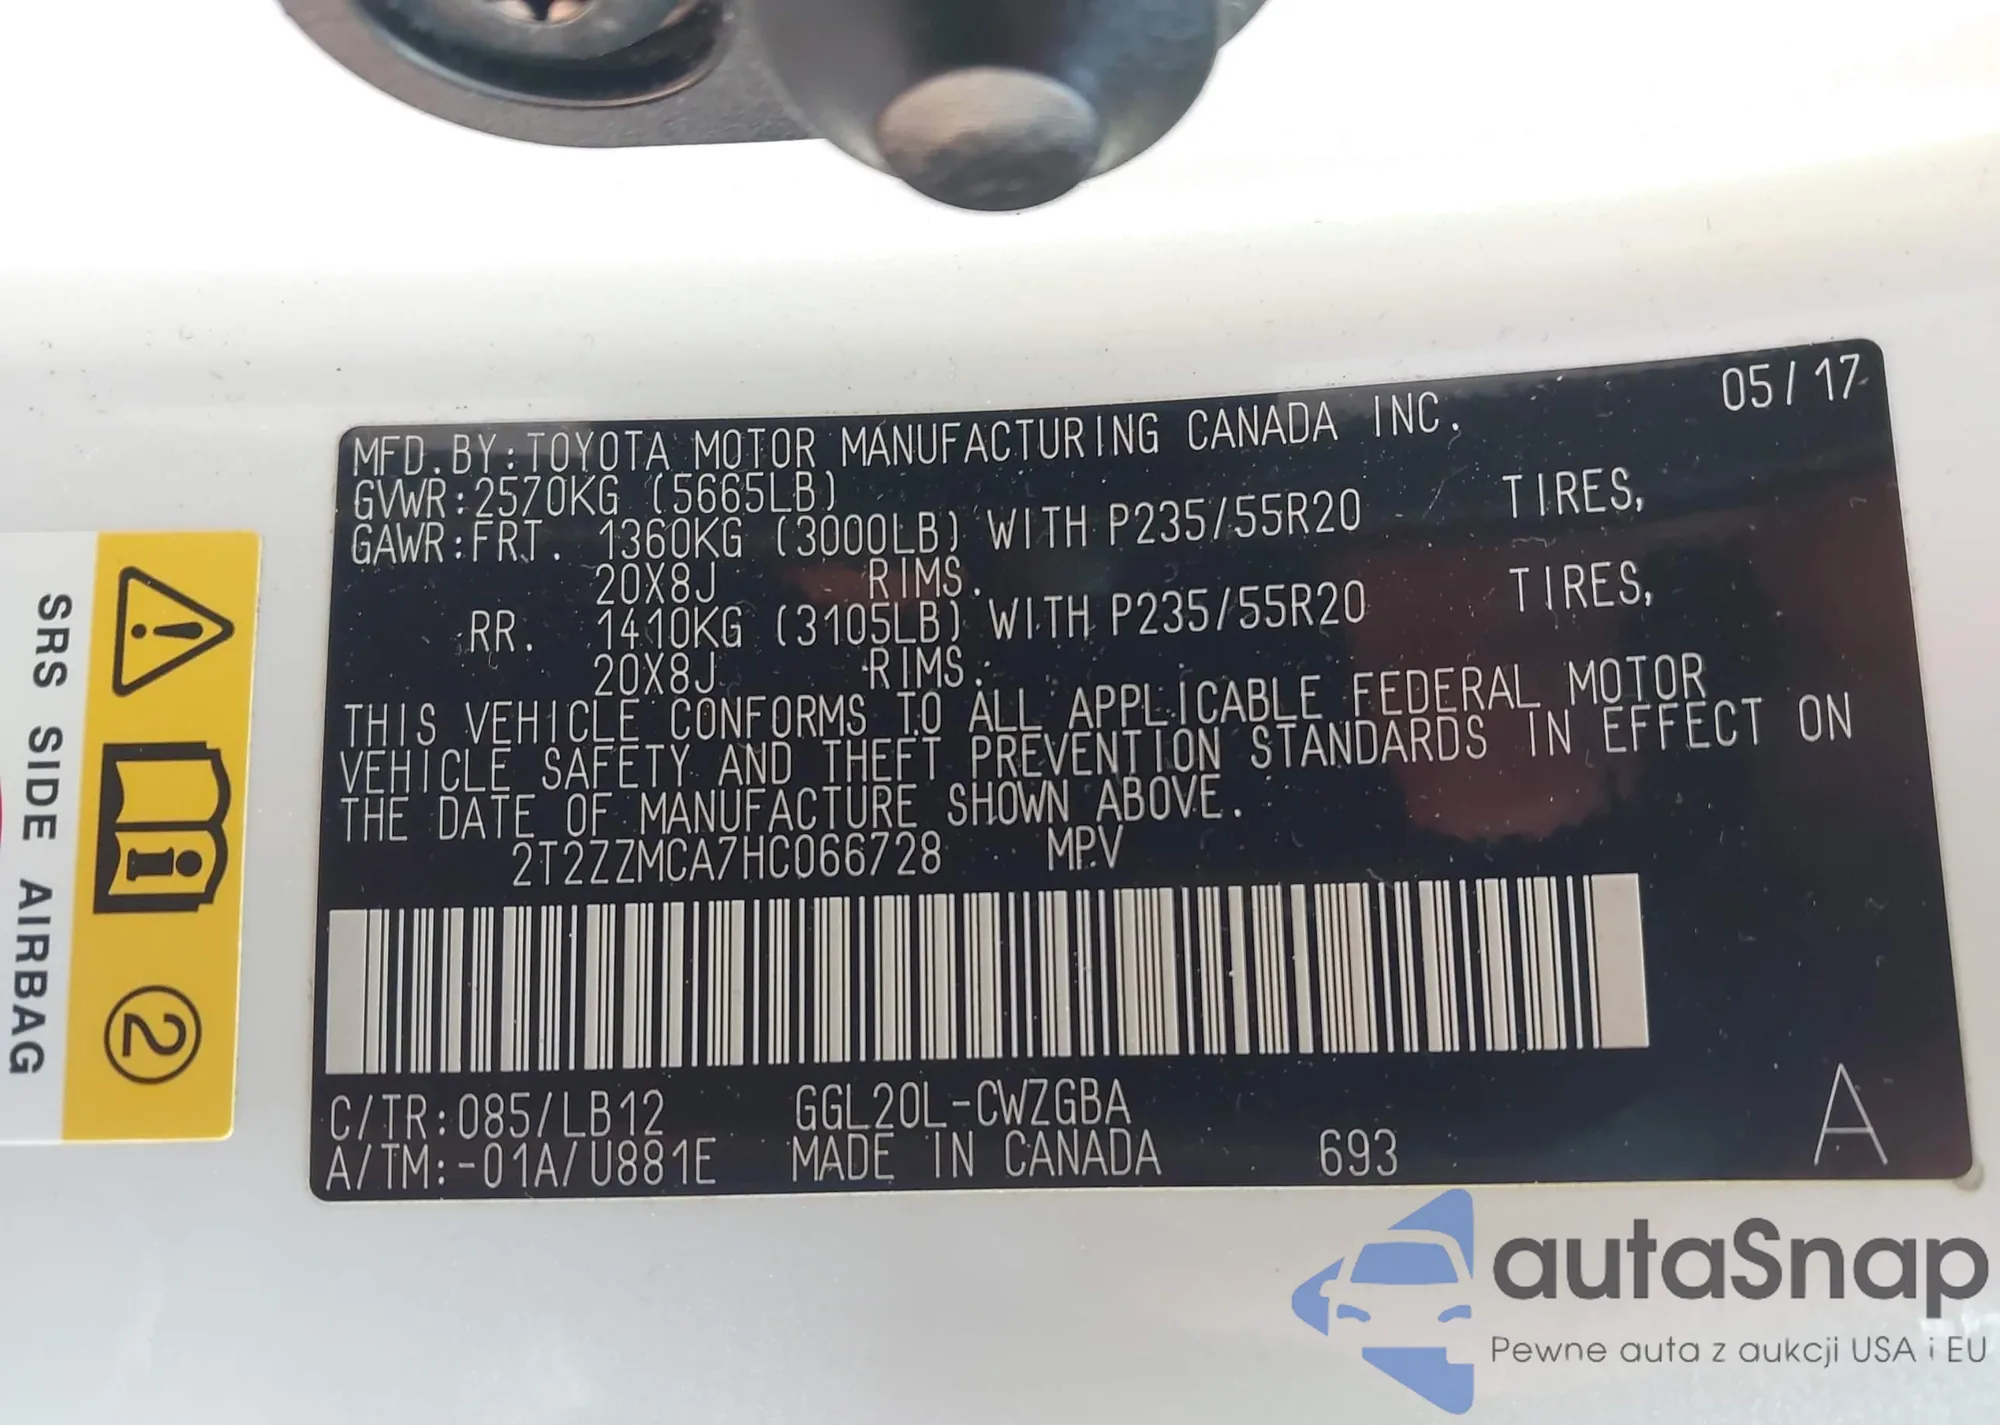 05/17
MFD.BY:TOYOTA MOTOR MANUFACTURING CANADA INC.
GVWR:2570KG (5665LB)
GAWR:FRT. 1360KG (3000LB) WITH P235/55R20 TIRES,
20X8J RIMS.
RR. 1410KG (3105LB) WITH P235/55R20 TIRES,
20X8J RIMS.
THIS VEHICLE CONFORMS TO ALL APPLICABLE FEDERAL MOTOR
VEHICLE SAFETY AND THEFT PREVENTION STANDARDS IN EFFECT ON
THE DATE OF MANUFACTURE SHOWN ABOVE.
2T2ZZMCA7HC066728 MPV
C/TR:085/LB12 GGL20L-CWZGBA
A/TM:-01A/U881E MADE IN CANADA 693 A
SRS SIDE AIRBAG
2
autaSnap
Pewne auta z aukcji USA i EU